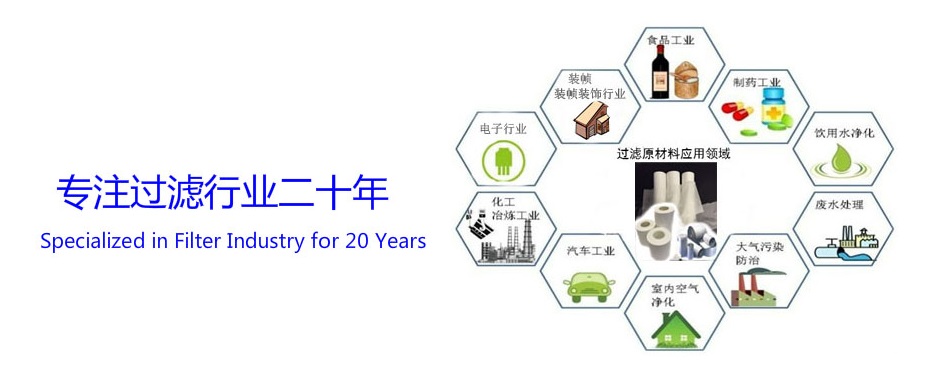 专注过滤行业二十年
Specialized in Filter Industry for 20 Years
食品工业
装帧
装帧装饰行业
制药工业
电子行业
饮用水净化
过滤原材料应用领域
化工
冶炼工业
废水处理
汽车工业
大气污染
防治
室内空气
净化